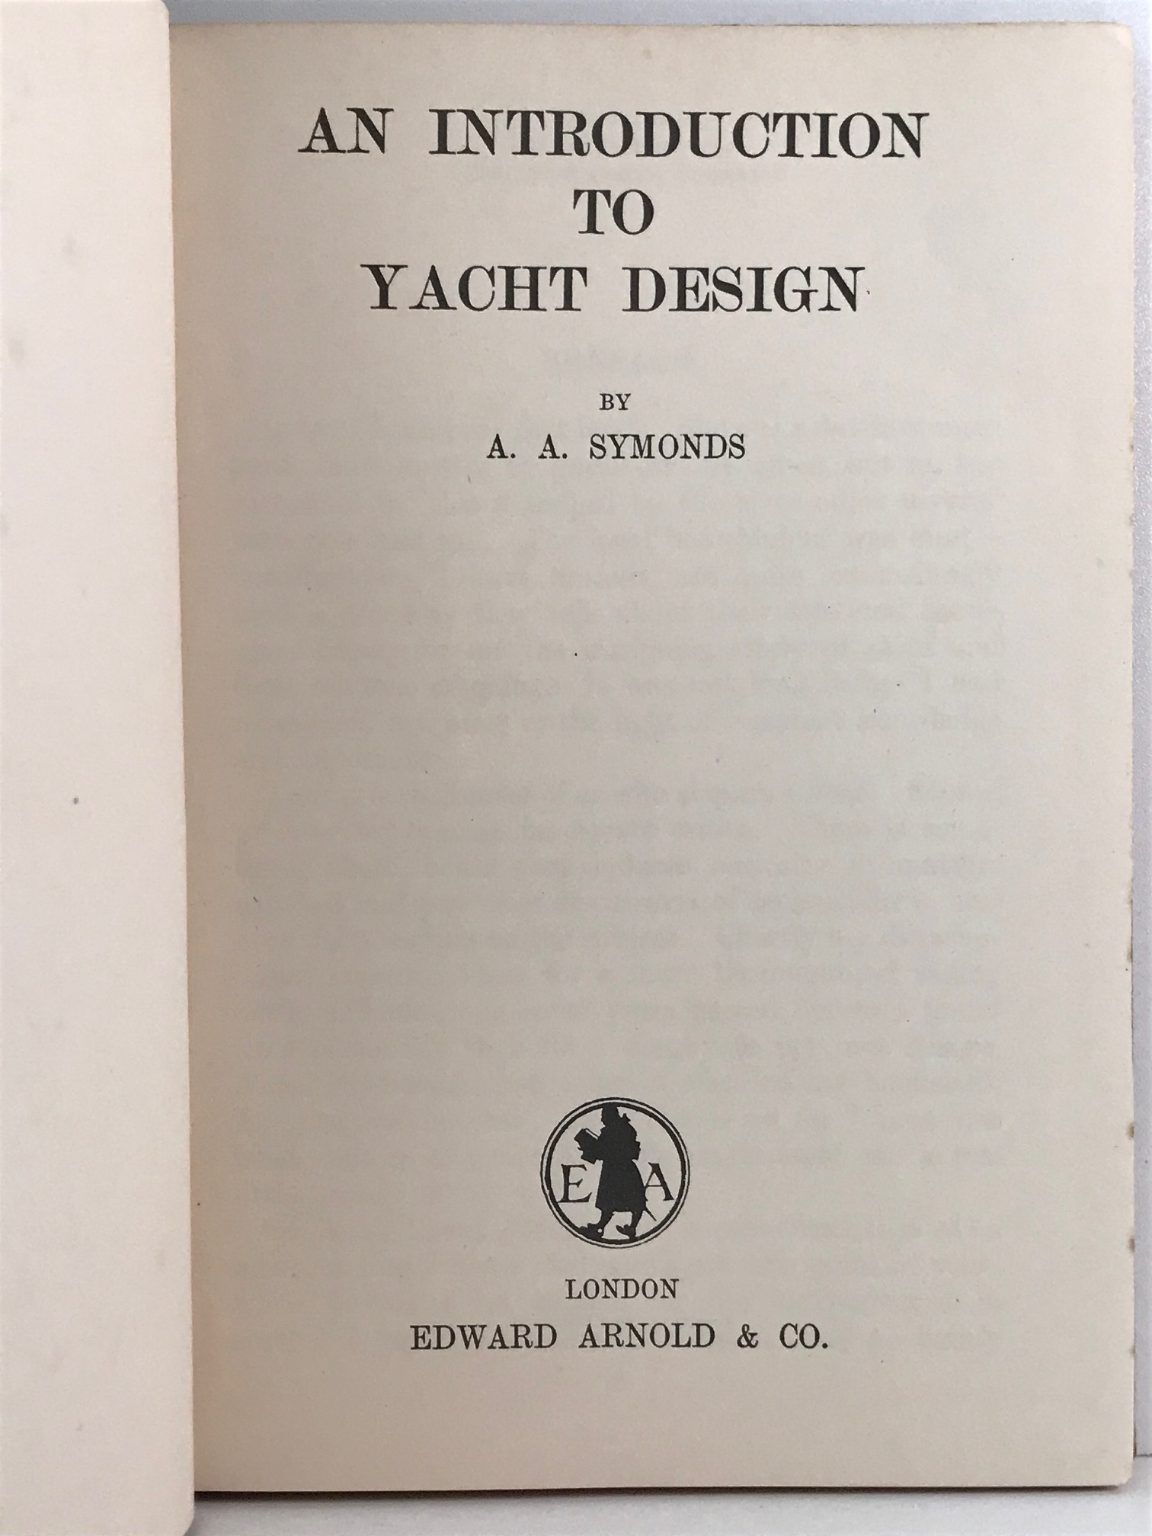 AN INTRODUCTION
TO
YACHT DESIGN
BY
A. A. SYMONDS
E A
LONDON
EDWARD ARNOLD & CO.